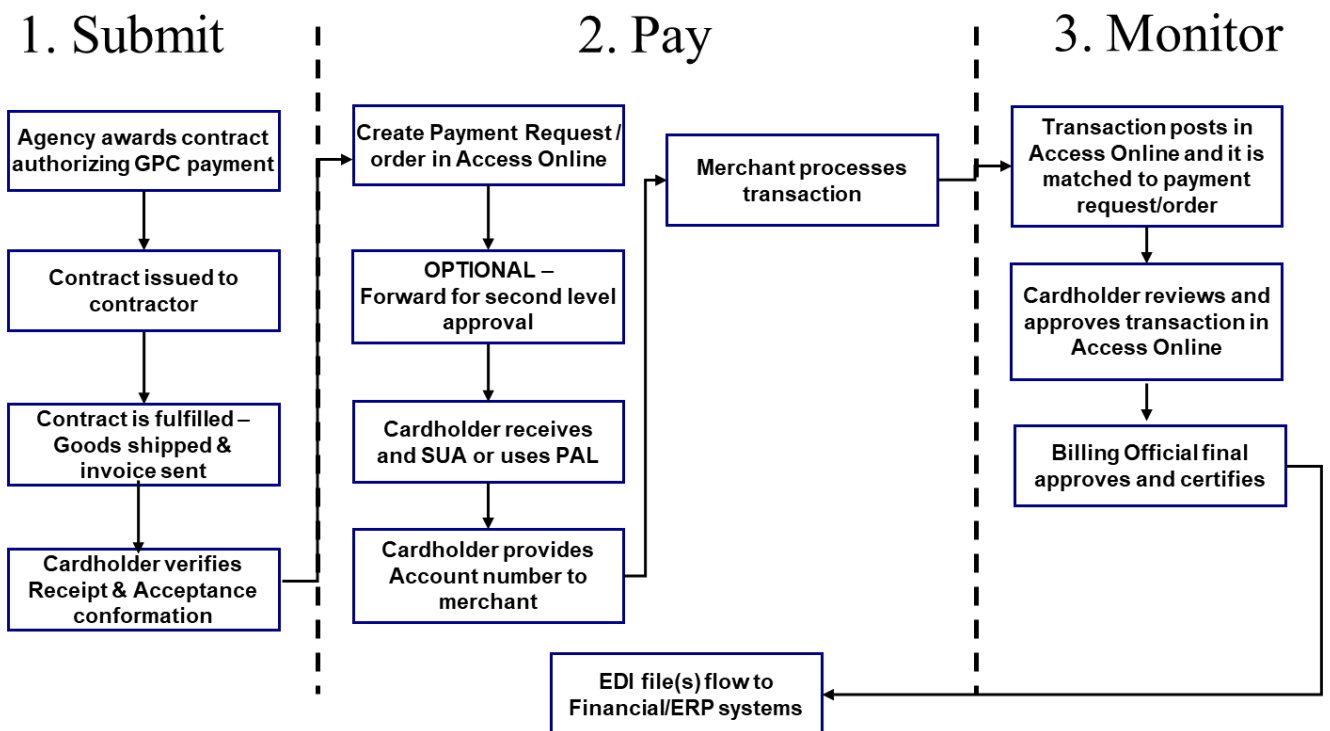 1. Submit
2. Pay
3. Monitor
Agency awards contract
authorizing GPC payment
Contract issued to
contractor
Contract is fulfilled –
Goods shipped &
invoice sent
Cardholder verifies
Receipt & Acceptance
conformation
Create Payment Request /
order in Access Online
OPTIONAL –
Forward for second level
approval
Cardholder receives
and SUA or uses PAL
Cardholder provides
Account number to
merchant
Merchant processes
transaction
Transaction posts in
Access Online and it is
matched to payment
request/order
Cardholder reviews and
approves transaction in
Access Online
Billing Official final
approves and certifies
EDI file(s) flow to
Financial/ERP systems